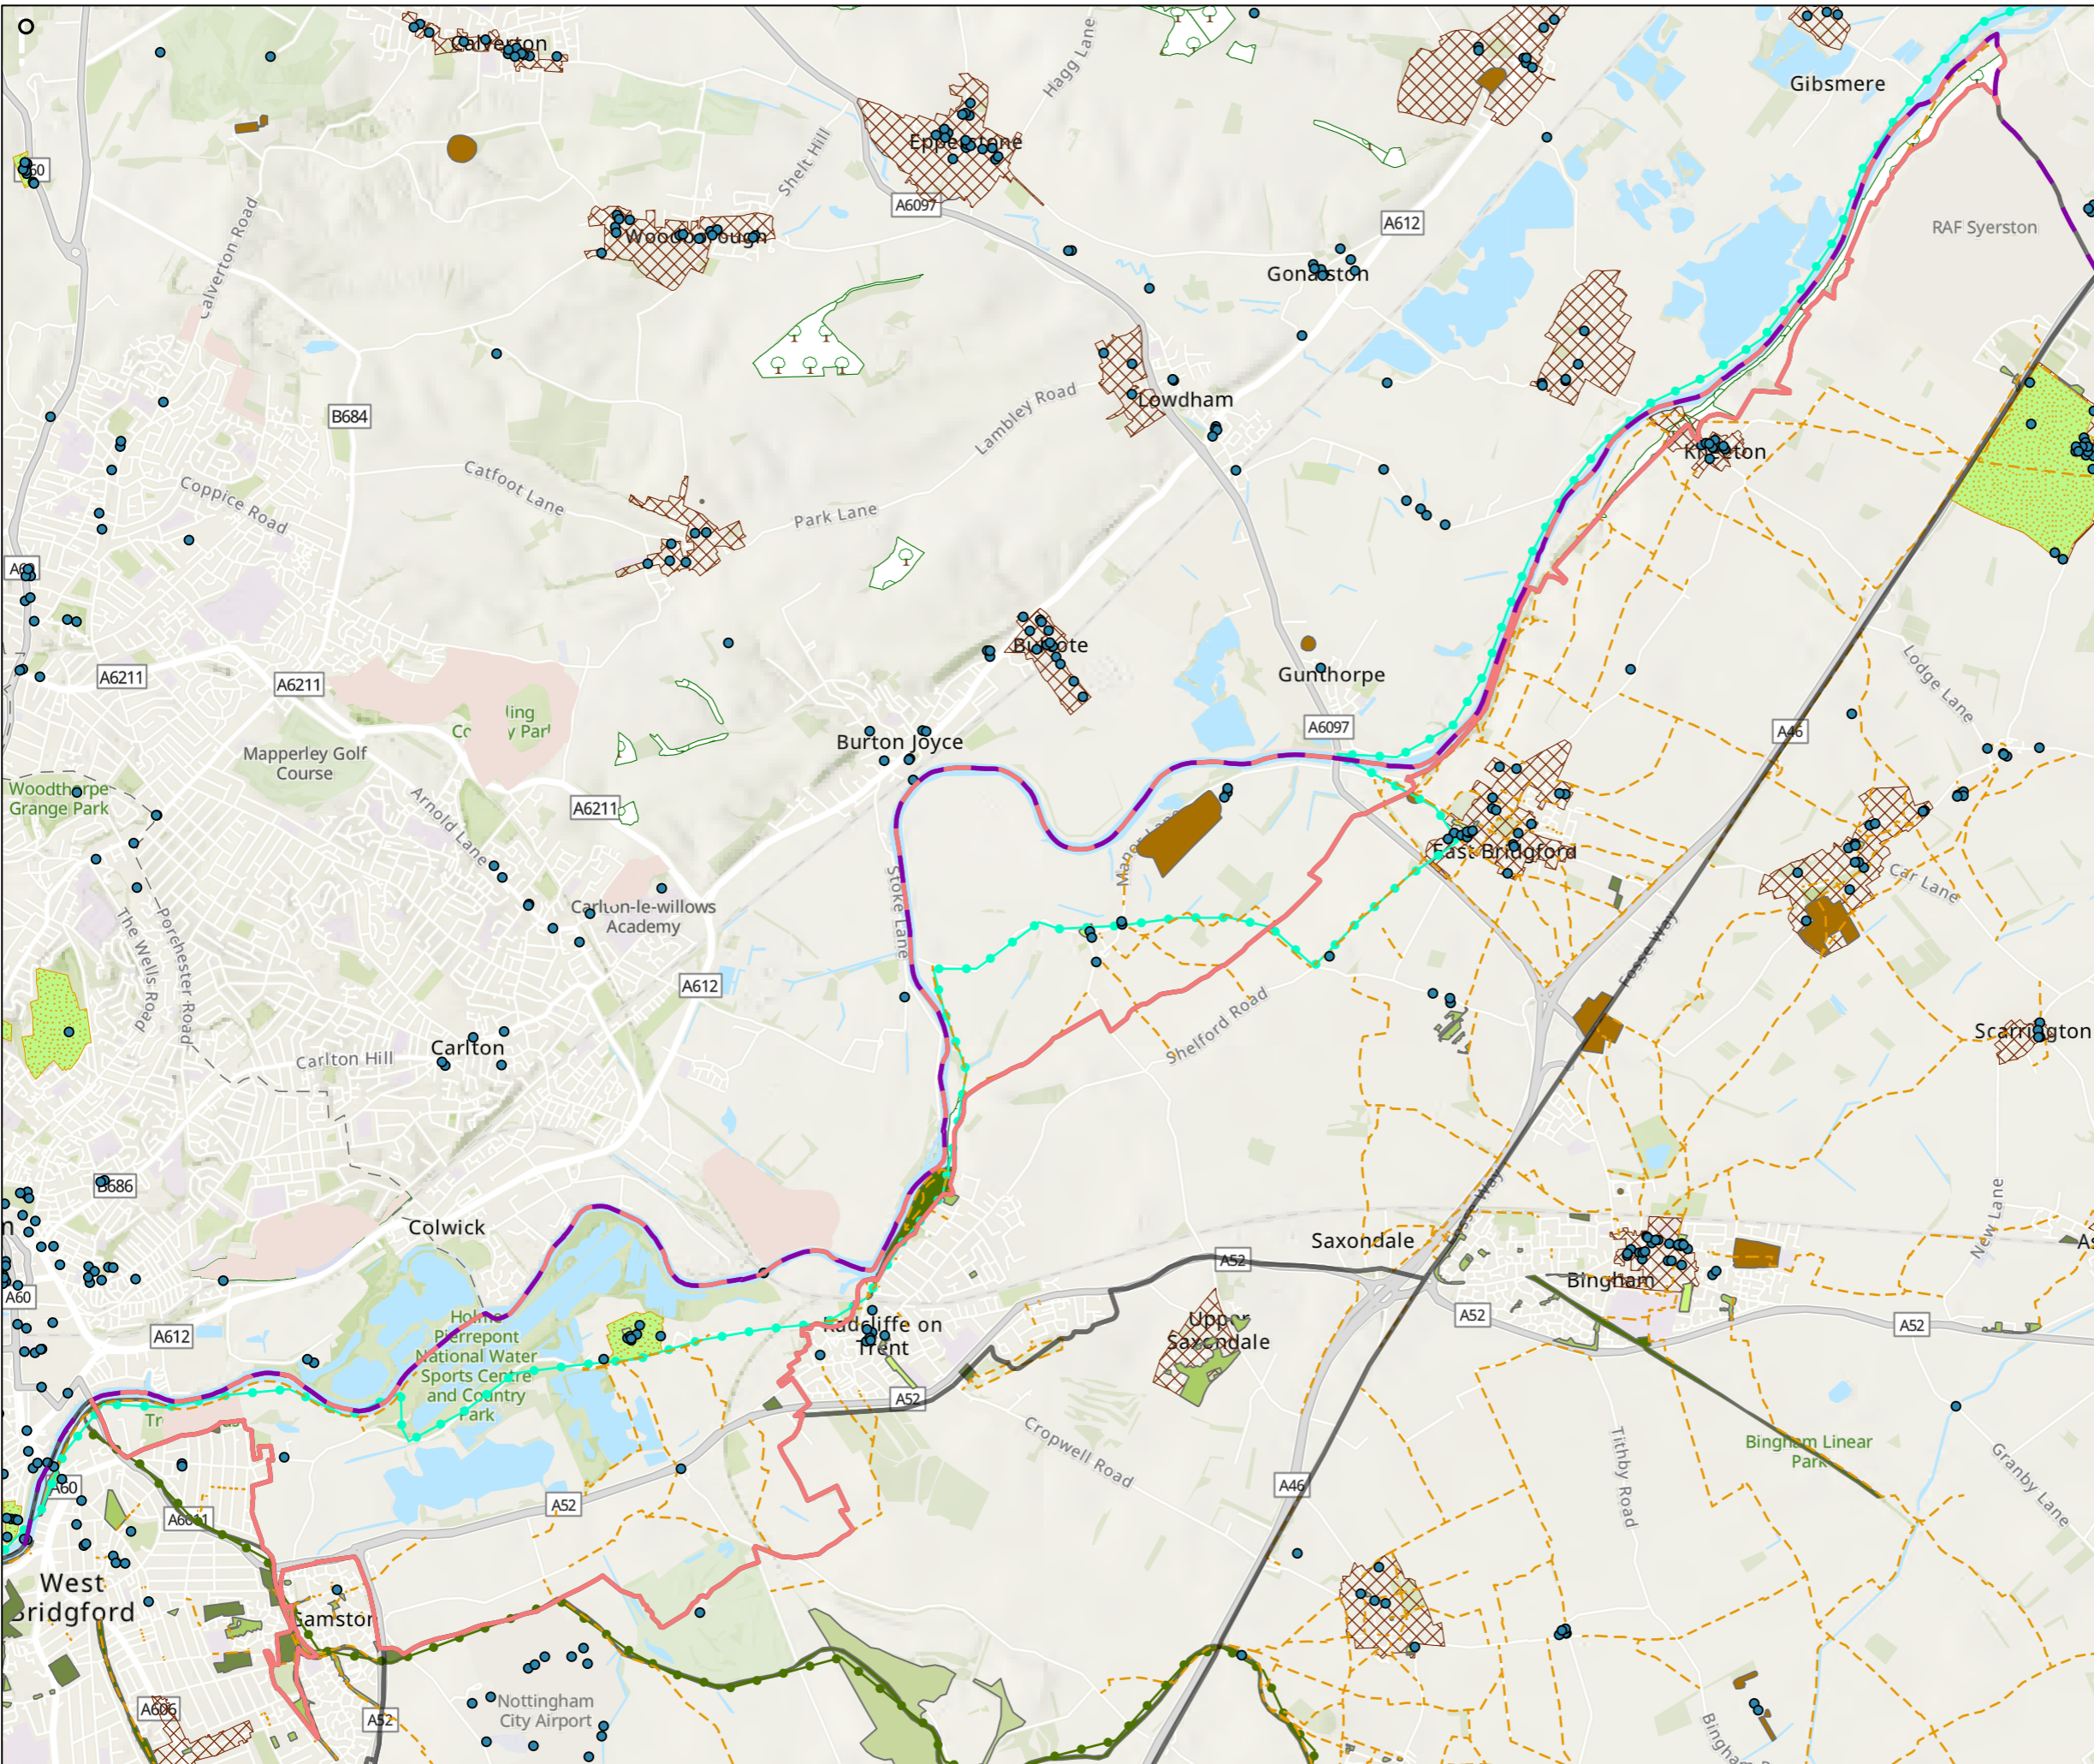 Calverton
Hagg Lane
Gibsmere
A60
Epperstone
Shelt Hill
A6097
A612
RAF Syerston
Woodborough
Calverton Road
Gonalston
Lowdham
Lambley Road
B684
Kneeton
Catfoot Lane
Coppice Road
Park Lane
A60
Bulcote
A6211
A6211
Gunthorpe
Lodge Lane
A6097
A46
Burton Joyce
Mapperley Golf
Course
Woodthorpe
Grange Park
A6211
Arnold Lane
Manor Lane
East Bridgford
Car Lane
Stoke Lane
Carlton-le-willows
Academy
Porchester Road
The Wells Road
Fosse Way
A612
Shelford Road
Scarrington
Carlton
Carlton Hill
B686
New Lane
Colwick
Saxondale
A52
Bingham
A60
A612
Holme
Pierrepont
National Water
Sports Centre
and Country
Park
Radcliffe on
Trent
Upper
Saxondale
A52
A52
A52
Cropwell Road
Tithby Road
Bingham Linear
Park
Granby Lane
A60
A52
A46
A6011
West
Bridgford
Gamston
Nottingham
City Airport
A606
A52